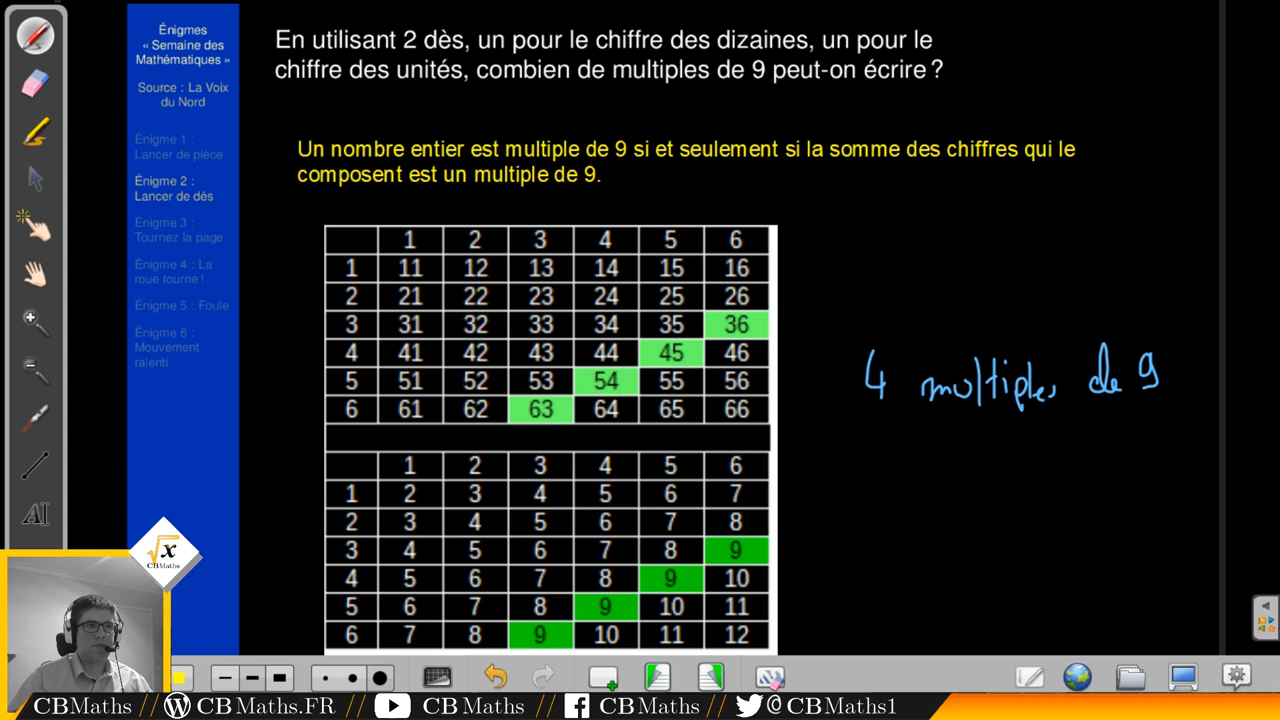 Énigmes
« Semaine des
Mathématiques »
Source : La Voix
du Nord
Énigme 1 :
Lancer de pièce
Énigme 2 :
Lancer de dés
Énigme 3 :
Tournez la page
Énigme 4 : La
roue tourne !
Énigme 5 : Foule
Énigme 6 :
Mouvement
ralenti
En utilisant 2 dès, un pour le chiffre des dizaines, un pour le
chiffre des unités, combien de multiples de 9 peut-on écrire ?
Un nombre entier est multiple de 9 si et seulement si la somme des chiffres qui le
composent est un multiple de 9.
1 2 3 4 5 6
1 11 12 13 14 15 16
2 21 22 23 24 25 26
3 31 32 33 34 35 36
4 41 42 43 44 45 46
5 51 52 53 54 55 56
6 61 62 63 64 65 66
1 2 3 4 5 6
1 2 3 4 5 6 7
2 3 4 5 6 7 8
3 4 5 6 7 8 9
4 5 6 7 8 9 10
5 6 7 8 9 10 11
6 7 8 9 10 11 12
4 multiples de 9
AI
√x
CBMaths
CBMaths // CBMaths.FR // CBMaths // CBMaths // @CBMaths1